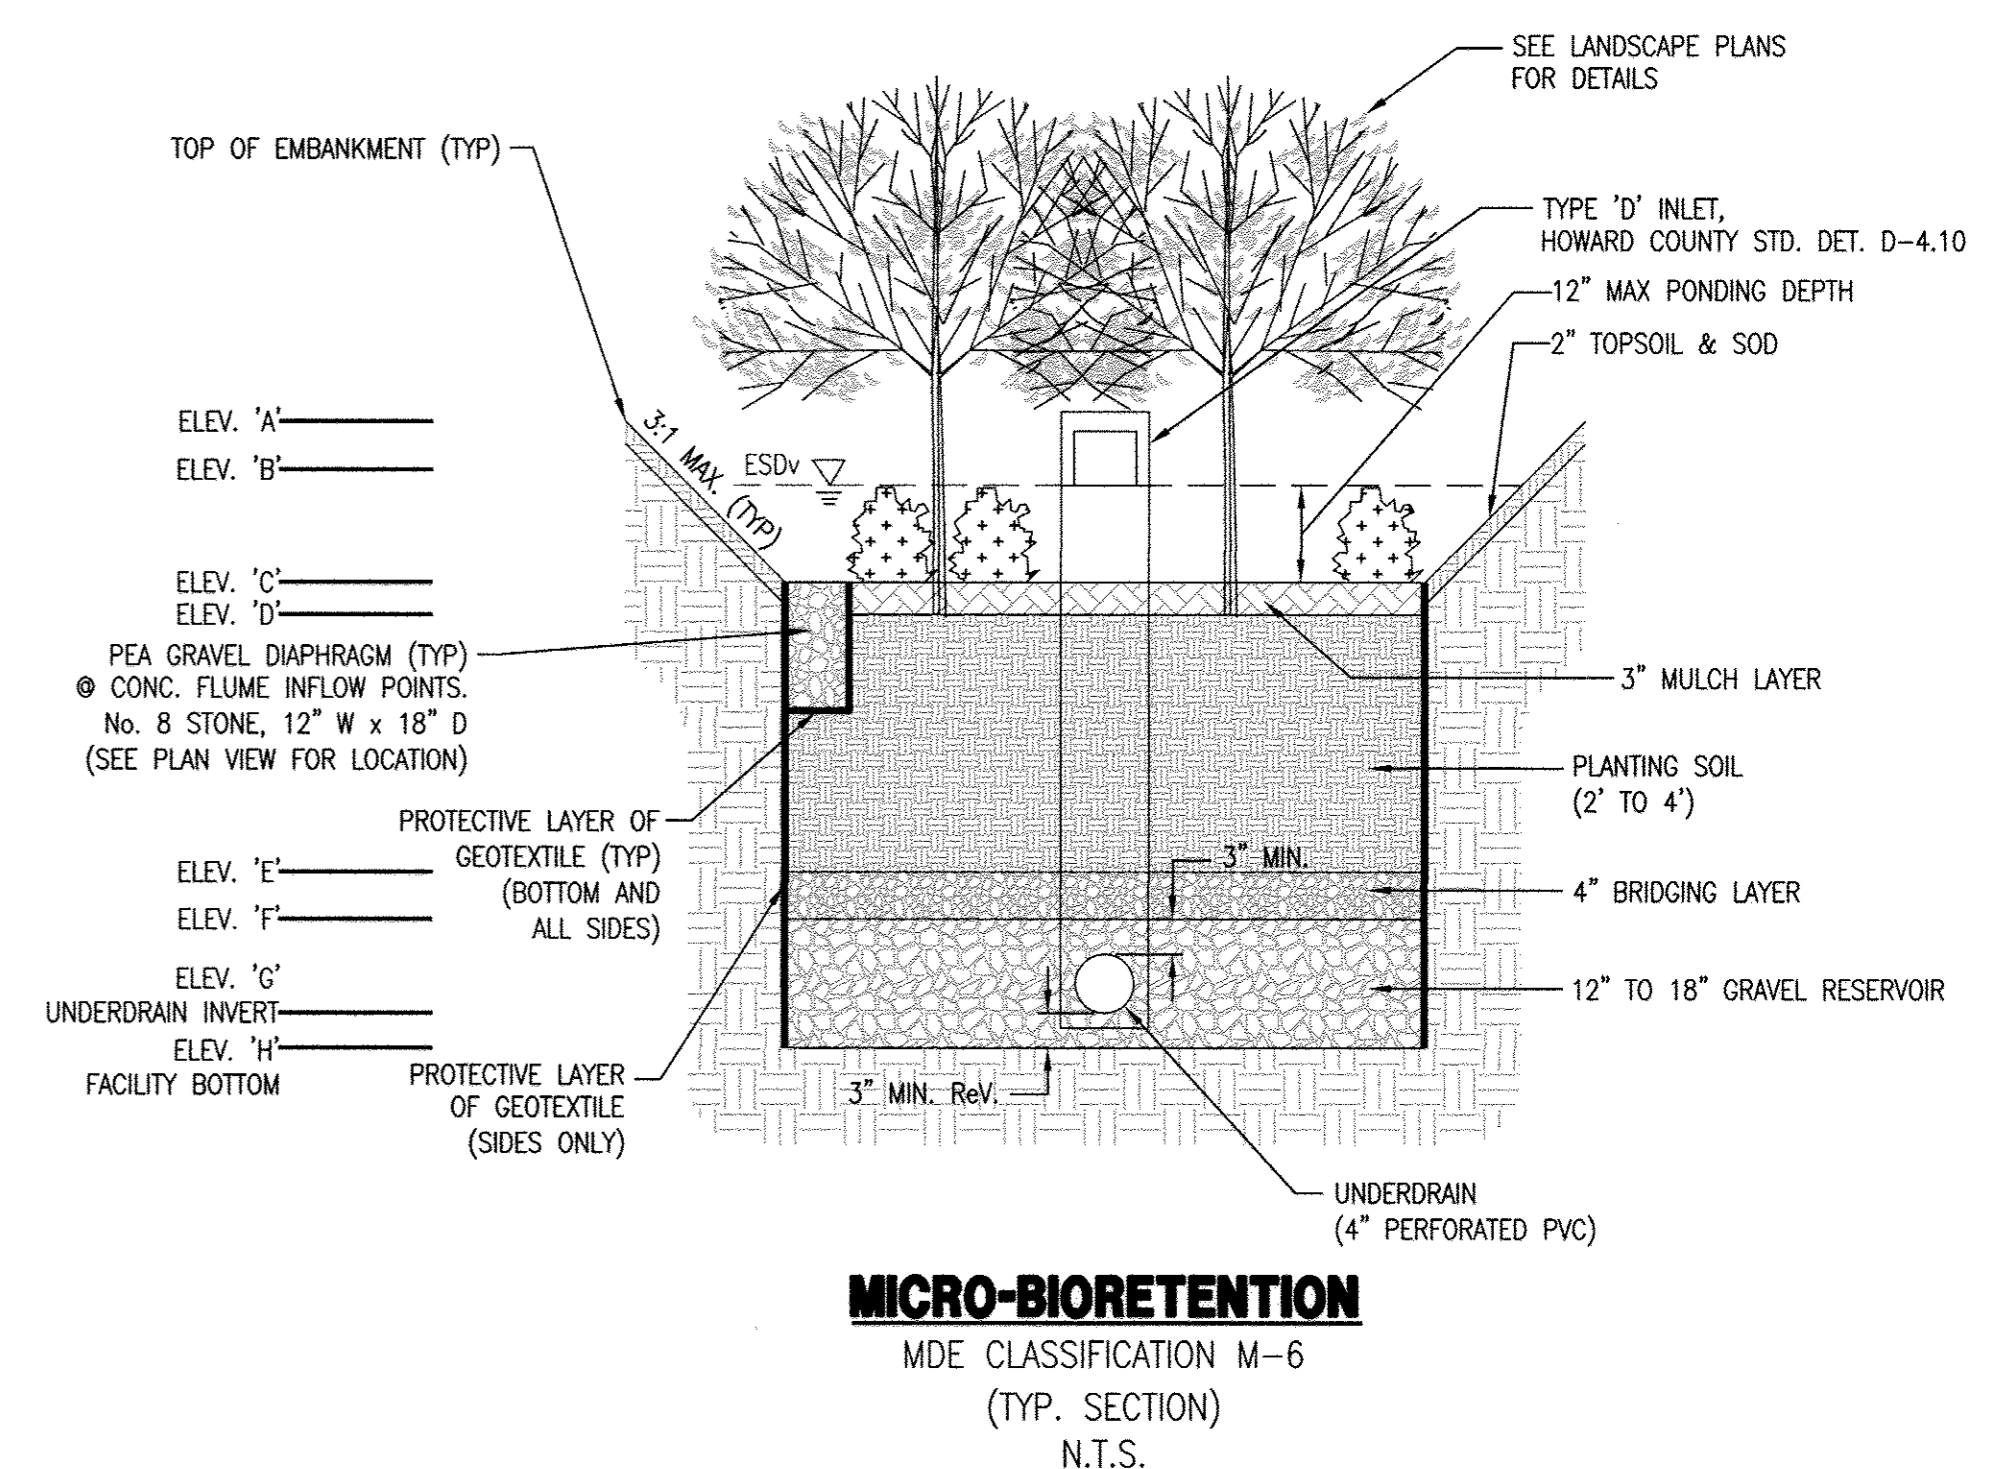 SEE LANDSCAPE PLANS
FOR DETAILS
TOP OF EMBANKMENT (TYP)
TYPE 'D' INLET,
HOWARD COUNTY STD. DET. D-4.10
12" MAX PONDING DEPTH
2" TOPSOIL & SOD
ELEV. 'A'
3:1 MAX. (TYP)
ELEV. 'B'
ESDv
ELEV. 'C'
ELEV. 'D'
PEA GRAVEL DIAPHRAGM (TYP)
@ CONC. FLUME INFLOW POINTS.
No. 8 STONE, 12" W x 18" D
(SEE PLAN VIEW FOR LOCATION)
3" MULCH LAYER
PLANTING SOIL
(2' TO 4')
PROTECTIVE LAYER OF
GEOTEXTILE (TYP)
(BOTTOM AND
ALL SIDES)
ELEV. 'E'
3" MIN.
4" BRIDGING LAYER
ELEV. 'F'
ELEV. 'G'
UNDERDRAIN INVERT
12" TO 18" GRAVEL RESERVOIR
ELEV. 'H'
FACILITY BOTTOM
PROTECTIVE LAYER
OF GEOTEXTILE
(SIDES ONLY)
3" MIN. ReV.
UNDERDRAIN
(4" PERFORATED PVC)
MICRO-BIORETENTION
MDE CLASSIFICATION M-6
(TYP. SECTION)
N.T.S.